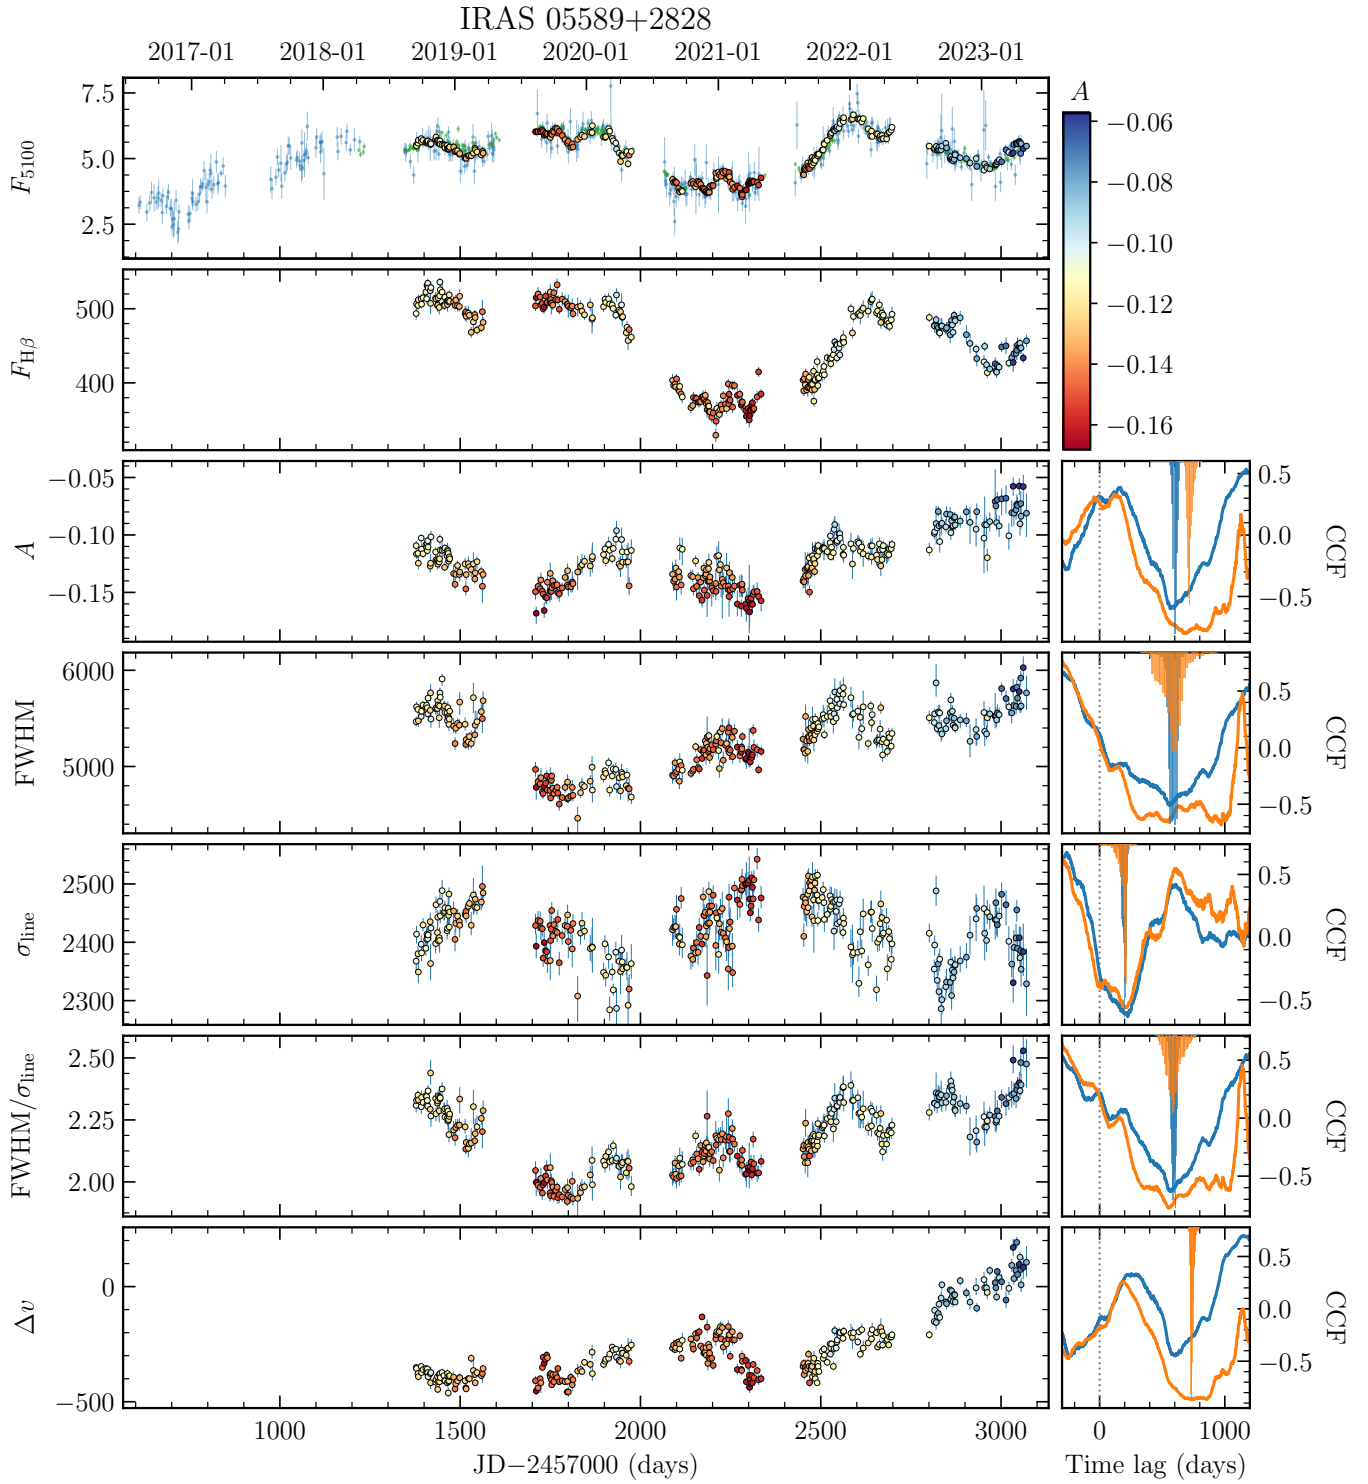 IRAS 05589+2828
2017-01 2018-01 2019-01 2020-01 2021-01 2022-01 2023-01
7.5
5.0
2.5
F5100
A
−0.06
−0.08
−0.10
−0.12
−0.14
−0.16
500
400
FHβ
−0.05
−0.10
−0.15
A
0.5
0.0
−0.5
CCF
6000
5000
FWHM
0.5
0.0
−0.5
CCF
2500
2400
2300
σline
0.5
0.0
−0.5
CCF
2.50
2.25
2.00
FWHM/σline
0.5
0.0
−0.5
CCF
0
−500
Δv
0.5
0.0
−0.5
CCF
1000 1500 2000 2500 3000
0 1000
JD−2457000 (days)
Time lag (days)